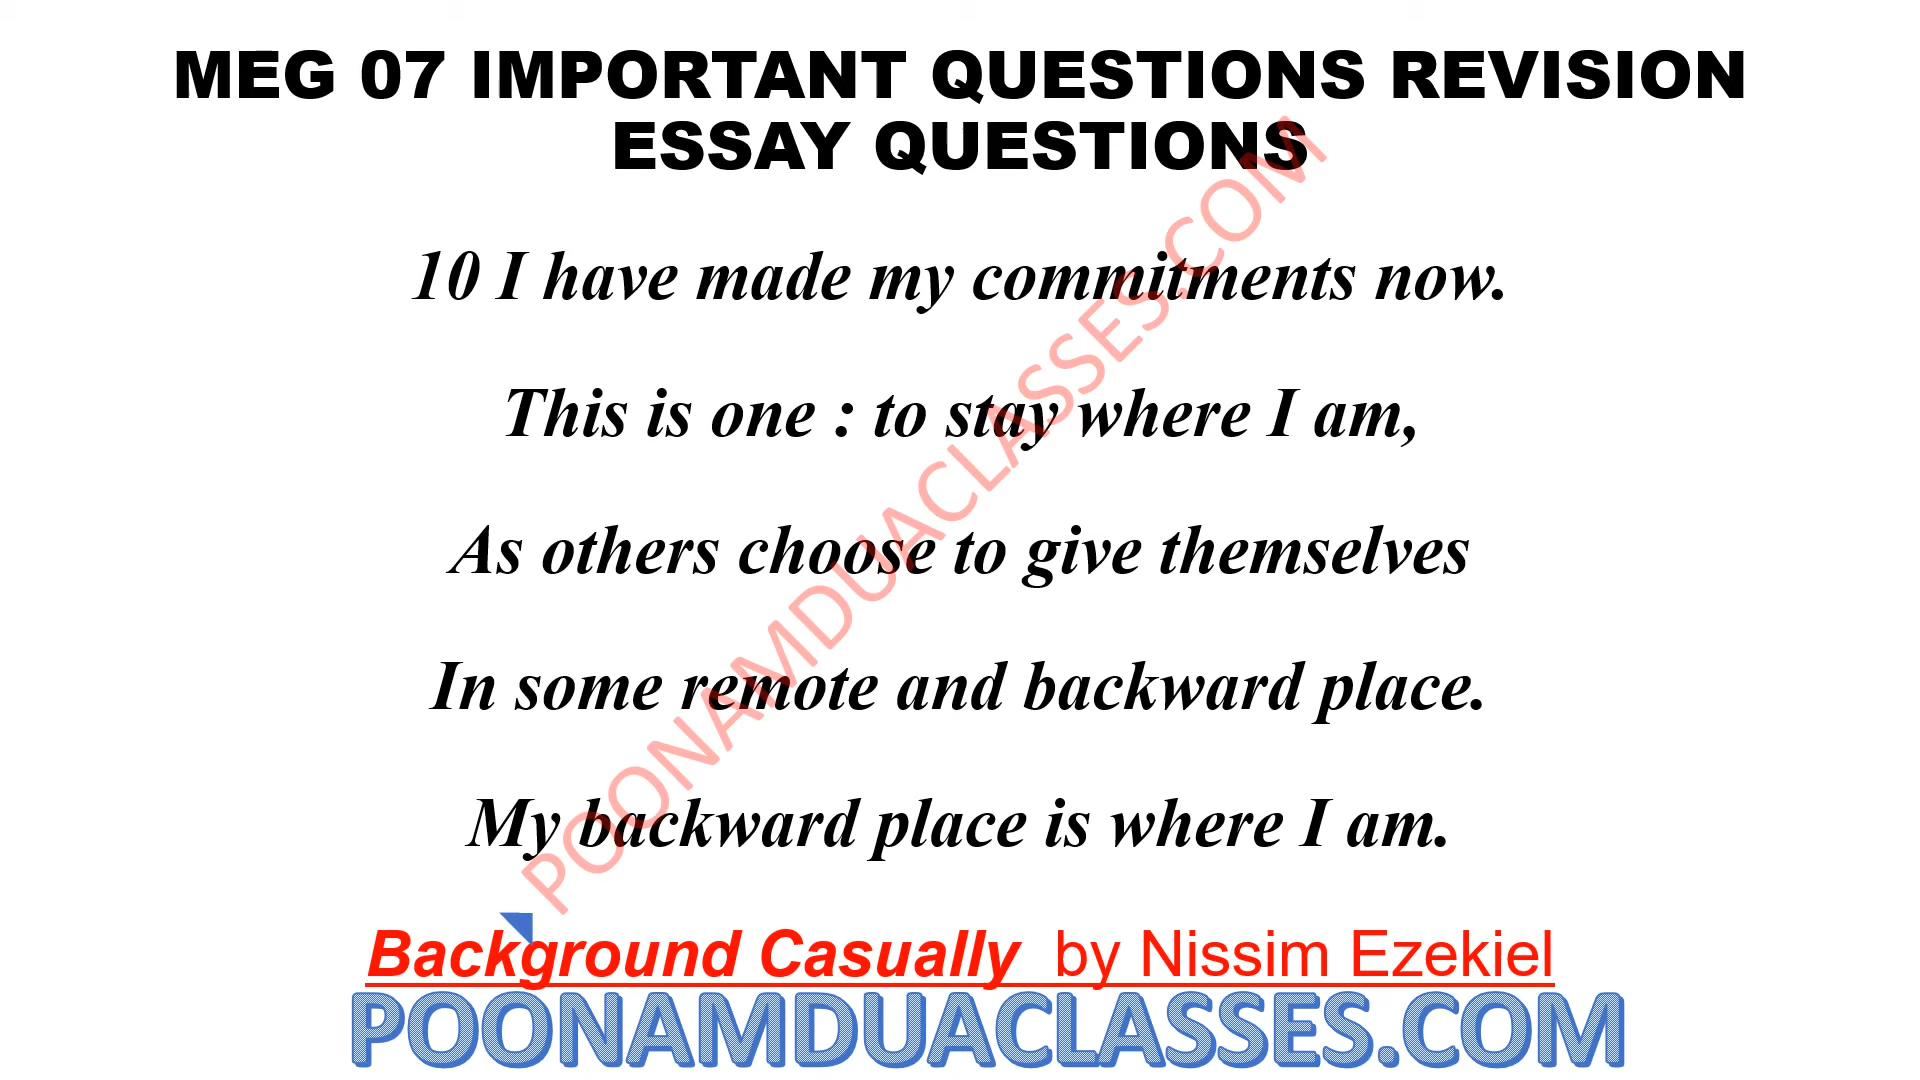 MEG 07 IMPORTANT QUESTIONS REVISION
ESSAY QUESTIONS
10 I have made my commitments now.
This is one : to stay where I am,
As others choose to give themselves
In some remote and backward place.
My backward place is where I am.
Background Casually by Nissim Ezekiel
POONAMDUACLASSES.COM
POONAMDUACLASSES.COM